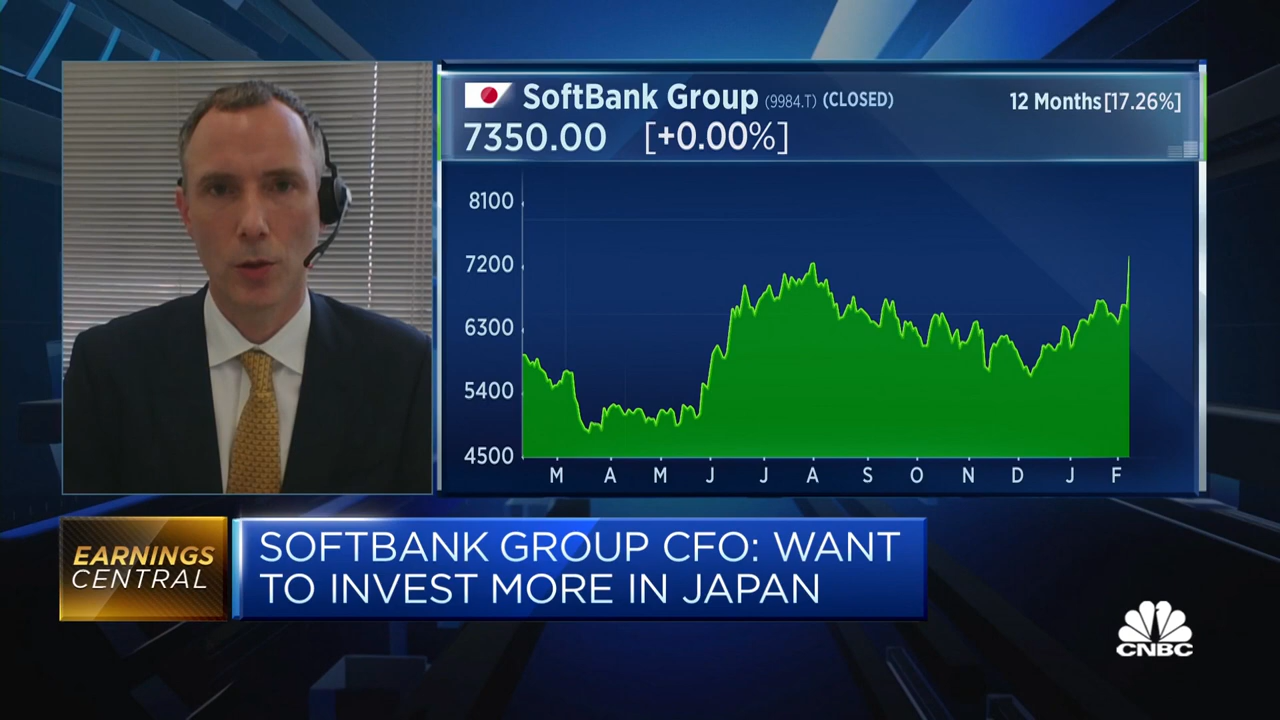 SoftBank Group (9984.T) (CLOSED)
12 Months[17.26%]
7350.00 [+0.00%]
8100
7200
6300
5400
4500
M A M J J A S O N D J F
EARNINGS
CENTRAL
SOFTBANK GROUP CFO: WANT
TO INVEST MORE IN JAPAN
CNBC